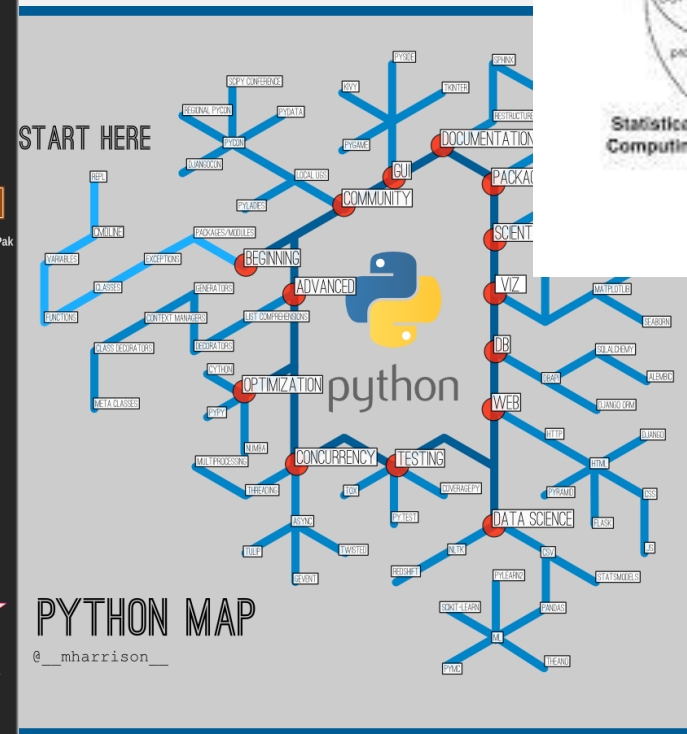 PYSIDE
SPHINX
SCIPY CONFERENCE
KIVY
TKINTER
REGIONAL PYCON
PYDATA
START HERE
PYCON
PYGAME
DOCUMENTATION
DJANGOCON
LOCAL UGS
GUI
REPL
COMMUNITY
PYLADIES
Statistica
Computin
CMDLINE
PACKAGES/MODULES
VARIABLES
EXCEPTIONS
BEGINNING
CLASSES
GENERATORS
ADVANCED
VIZ
MATPLOTLIB
FUNCTIONS
CONTEXT MANAGERS
LIST COMPREHENSIONS
SEABORN
CLASS DECORATORS
DECORATORS
DB
SQLALCHEMY
CYTHON
OPTIMIZATION
python
DBAPI
ALEMBIC
META CLASSES
PYPY
WEB
DJANGO ORM
NUMBA
HTTP
DJANGO
MULTIPROCESSING
CONCURRENCY
TESTING
HTML
THREADING
TOX
COVERAGE.PY
PYRAMID
CSS
ASYNC
PY.TEST
DATA SCIENCE
FLASK
TULIP
TWISTED
NLTK
CSV
JS
GEVENT
REDSHIFT
PYLEARN2
STATSMODELS
PYTHON MAP
SCIKIT-LEARN
PANDAS
ML
@__mharrison__
PYMC
THEANO